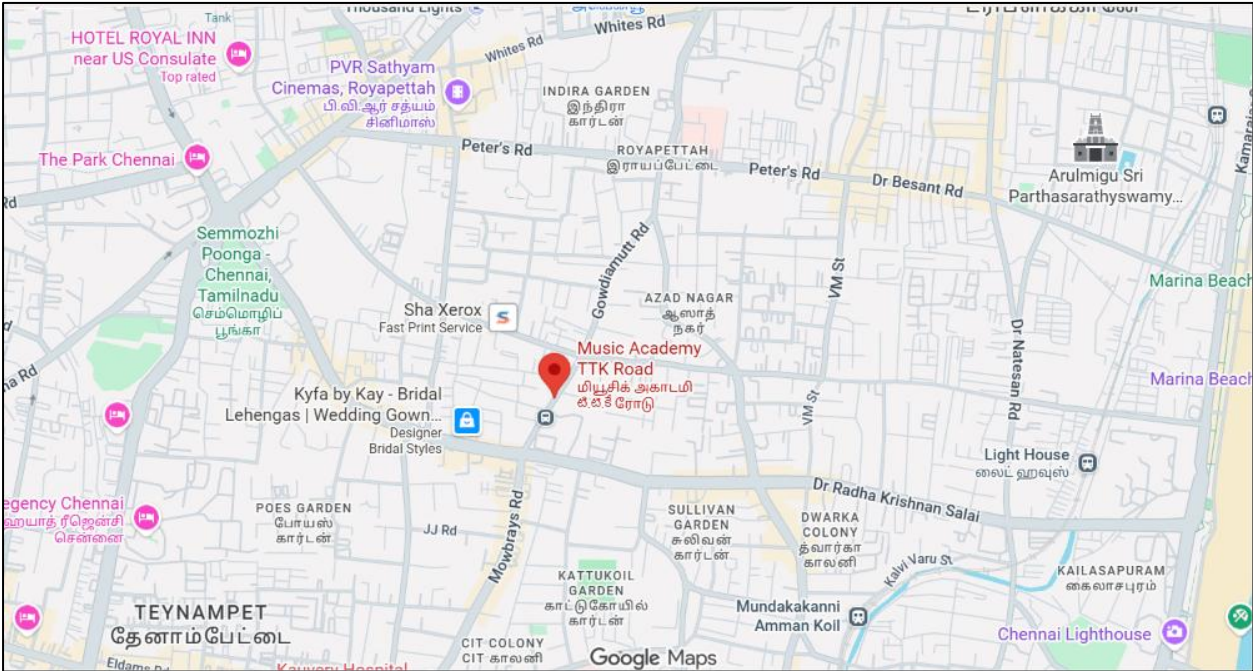 Thousand Lights
Whites Rd
Whites Rd
Tank
HOTEL ROYAL INN
near US Consulate
Top rated
PVR Sathyam
Cinemas, Royapettah
பி.வி.ஆர் சத்யம்
சினிமாஸ்
INDIRA GARDEN
இந்திரா
கார்டன்
The Park Chennai
Peter's Rd
ROYAPETTAH
இராயப்பேட்டை
Peter's Rd
Dr Besant Rd
Arulmigu Sri
Parthasarathyswamy...
Rd
Semmozhi
Poonga -
Chennai,
Tamilnadu
செம்மொழிப்
பூங்கா
Gowdiamutt Rd
VM St
Marina Beach
Sha Xerox
Fast Print Service
AZAD NAGAR
ஆஸாத்
நகர்
Dr Natesan Rd
Music Academy
TTK Road
மியூசிக் அகாடமி
டீ.டீ.கே ரோடு
Marina Beach
Kyfa by Kay - Bridal
Lehengas | Wedding Gown...
Designer
Bridal Styles
VM St
Light House
லைட் ஹவுஸ்
Dr Radha Krishnan Salai
egency Chennai
ஹயாத் ரீஜென்சி
சென்னை
POES GARDEN
போயஸ்
கார்டன்
JJ Rd
Mowbrays Rd
SULLIVAN
GARDEN
சுலிவன்
கார்டன்
DWARKA
COLONY
த்வார்கா
காலனி
Kalvi Varu St
KAILASAPURAM
கைலாசபுரம்
KATTUKOIL
GARDEN
காட்டுகோயில்
கார்டன்
TEYNAMPET
தேனாம்பேட்டை
Mundakakanni
Amman Koil
CIT COLONY
CIT காலனி
Chennai Lighthouse
Eldams Rd
Kauvery Hospital
Google Maps